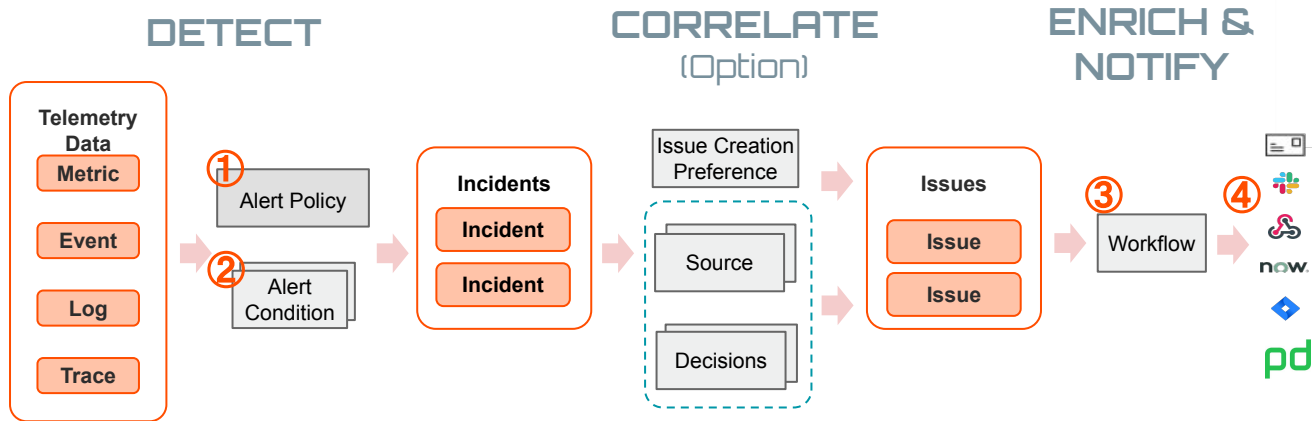 DETECT
CORRELATE
(Option)
ENRICH &
NOTIFY
Telemetry
Data
Metric
Event
Log
Trace
①
Alert Policy
②
Alert
Condition
Incidents
Incident
Incident
Issue Creation
Preference
Source
Decisions
Issues
Issue
Issue
③
Workflow
④
now.
pd